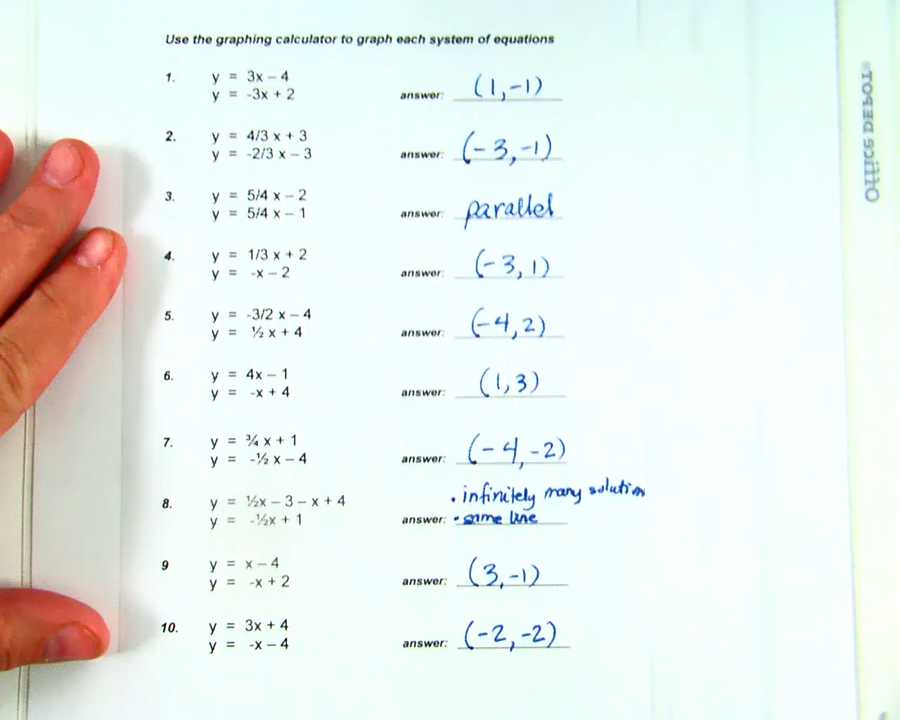 Use the graphing calculator to graph each system of equations
1. y = 3x – 4
y = -3x + 2 answer: (1,-1)
2. y = 4/3 x + 3
y = -2/3 x – 3 answer: (-3,-1)
3. y = 5/4 x – 2
y = 5/4 x – 1 answer: parallel
4. y = 1/3 x + 2
y = -x – 2 answer: (-3,1)
5. y = -3/2 x – 4
y = ½ x + 4 answer: (-4,2)
6. y = 4x – 1
y = -x + 4 answer: (1,3)
7. y = ¾ x + 1
y = -½ x – 4 answer: (-4,-2)
8. y = ½x – 3 – x + 4 • infinitely many solution
y = -½x + 1 answer: • same line
9 y = x – 4
y = -x + 2 answer: (3,-1)
10. y = 3x + 4
y = -x – 4 answer: (-2,-2)
Office DEPOT®